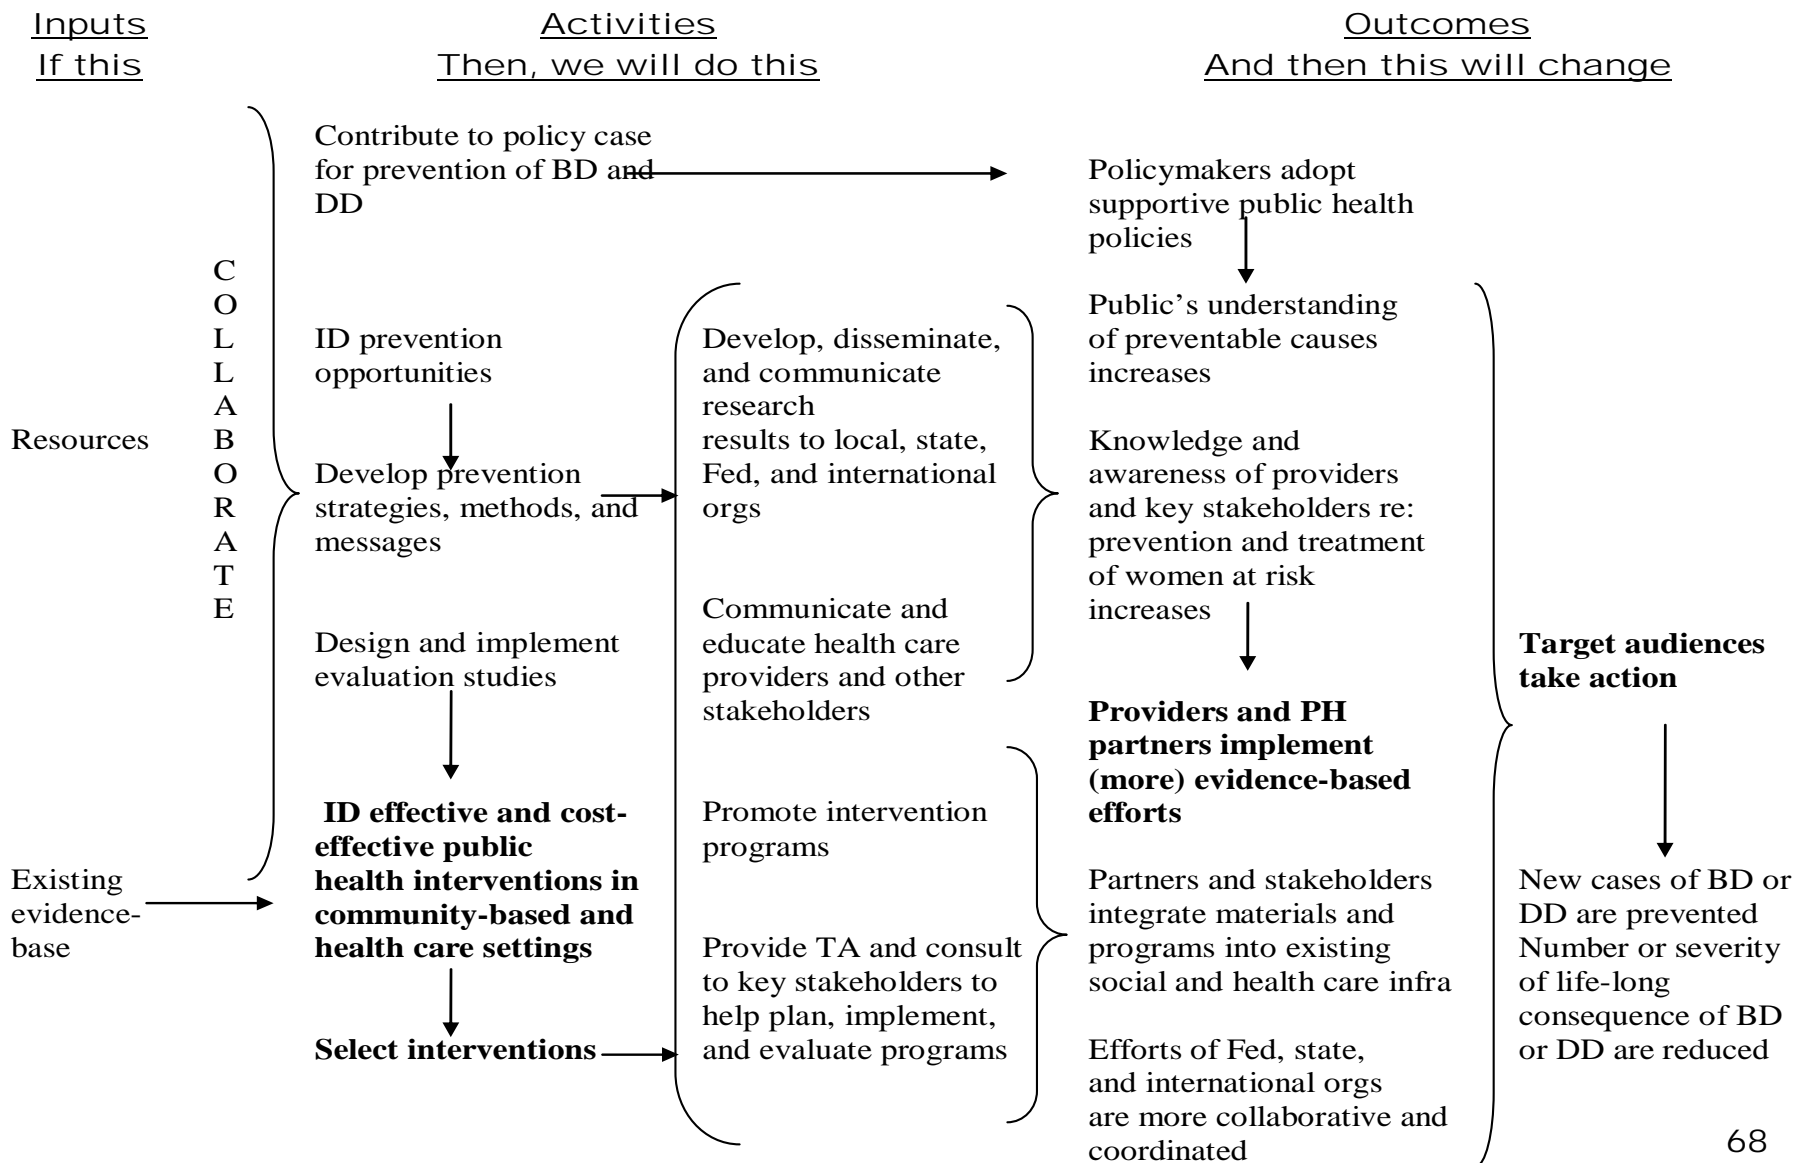 Inputs
If this
Activities
Then, we will do this
Outcomes
And then this will change
Resources
Existing
evidence-
base
C
O
L
L
A
B
O
R
A
T
E
Contribute to policy case
for prevention of BD and
DD
ID prevention
opportunities
Develop prevention
strategies, methods, and
messages
Design and implement
evaluation studies
ID effective and cost-
effective public
health interventions in
community-based and
health care settings
Select interventions
Develop, disseminate,
and communicate
research
results to local, state,
Fed, and international
orgs
Communicate and
educate health care
providers and other
stakeholders
Promote intervention
programs
Provide TA and consult
to key stakeholders to
help plan, implement,
and evaluate programs
Policymakers adopt
supportive public health
policies
Public’s understanding
of preventable causes
increases
Knowledge and
awareness of providers
and key stakeholders re:
prevention and treatment
of women at risk
increases
Providers and PH
partners implement
(more) evidence-based
efforts
Partners and stakeholders
integrate materials and
programs into existing
social and health care infra
Efforts of Fed, state,
and international orgs
are more collaborative and
coordinated
Target audiences
take action
New cases of BD or
DD are prevented
Number or severity
of life-long
consequence of BD
or DD are reduced
68